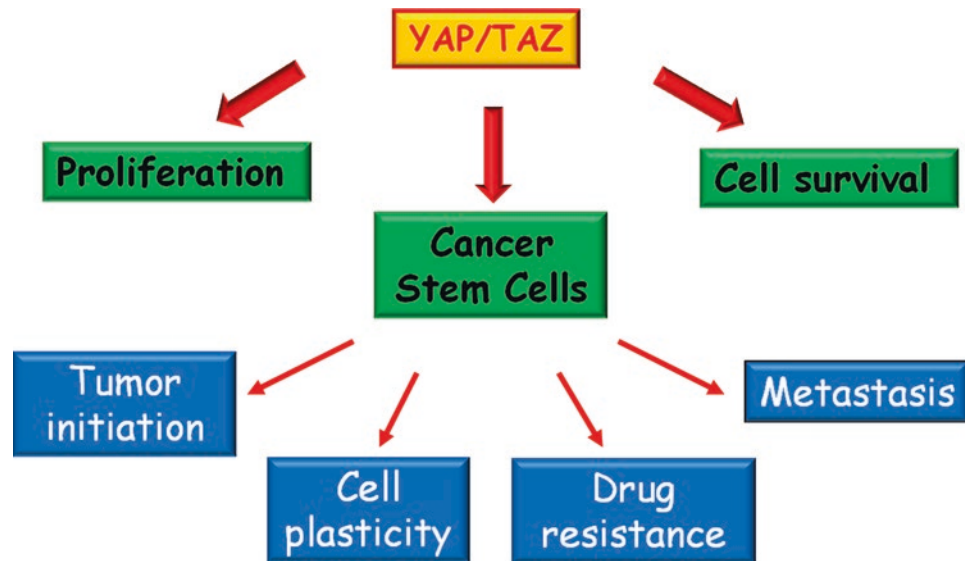 YAP/TAZ
Proliferation
Cell survival
Cancer
Stem Cells
Tumor
initiation
Metastasis
Cell
plasticity
Drug
resistance